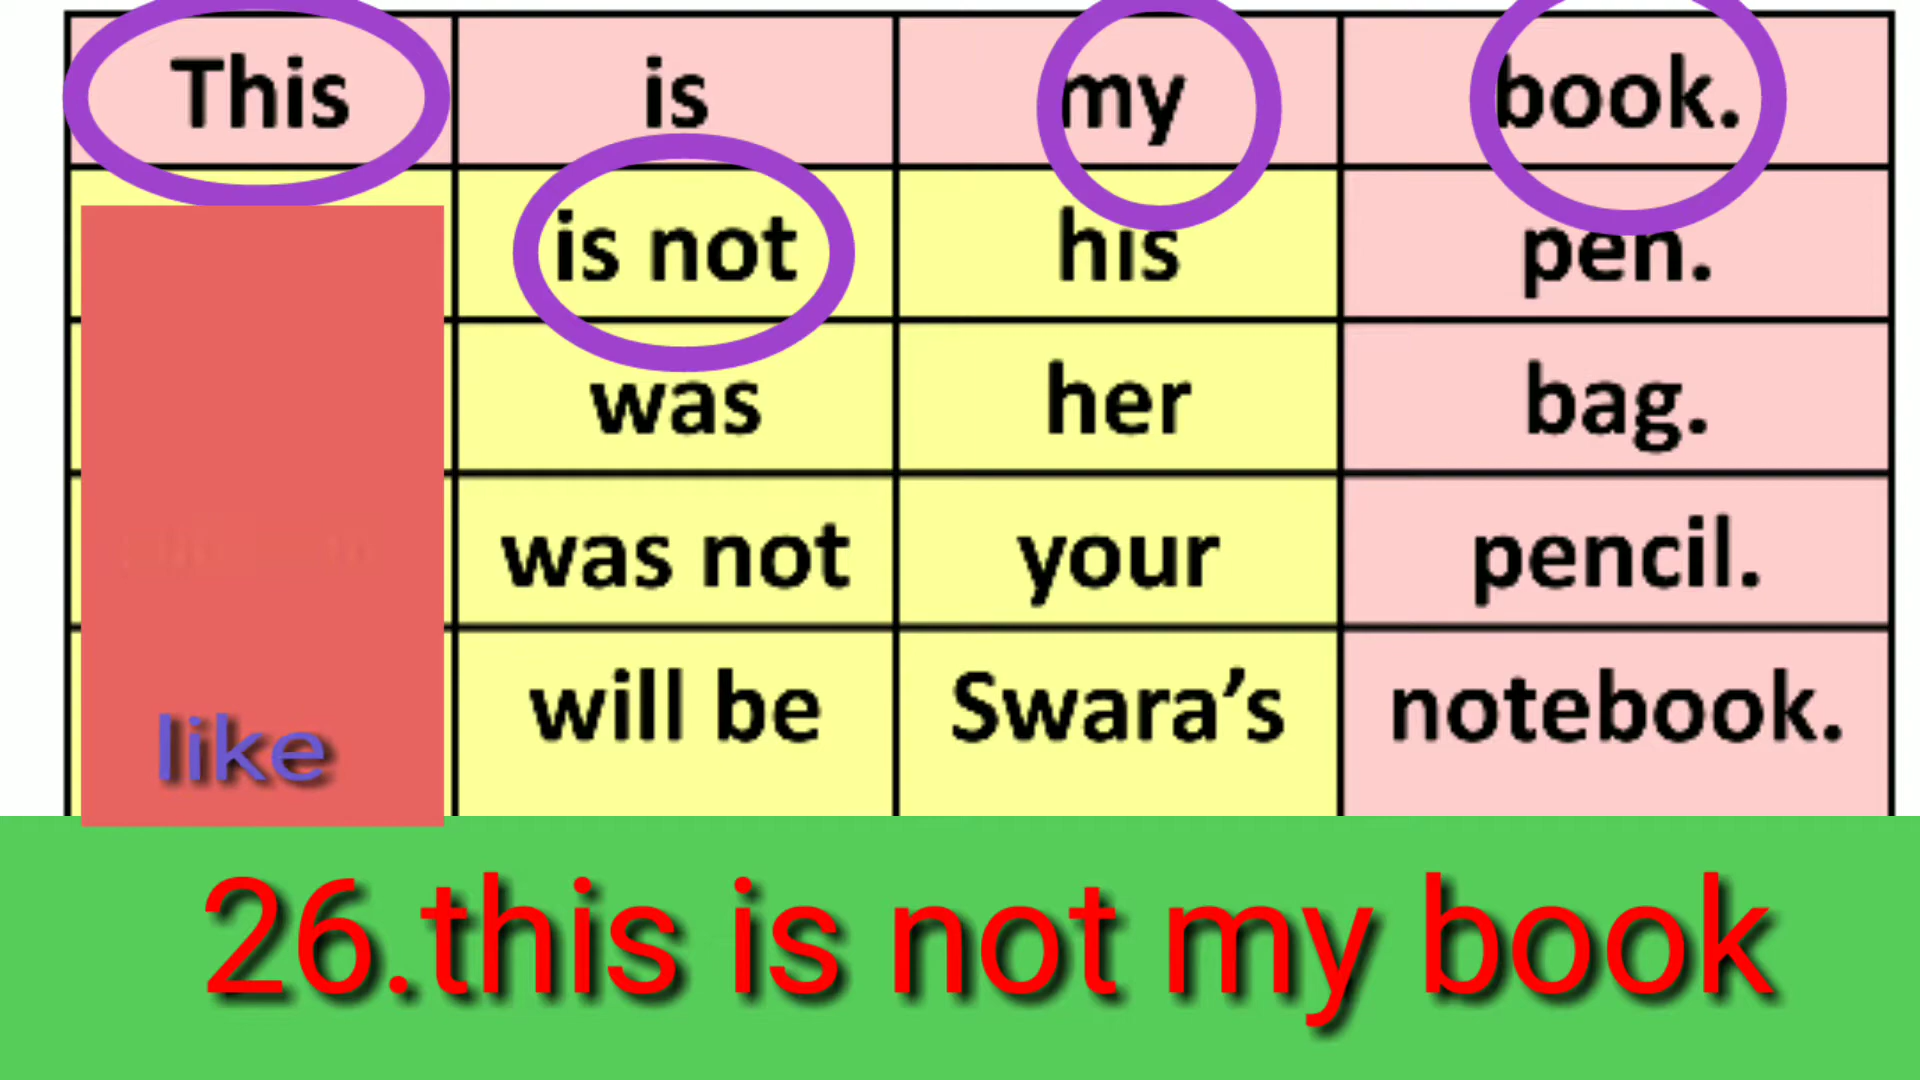 This is my book.
is not his pen.
was her bag.
was not your pencil.
will be Swara’s notebook.
like
26.this is not my book